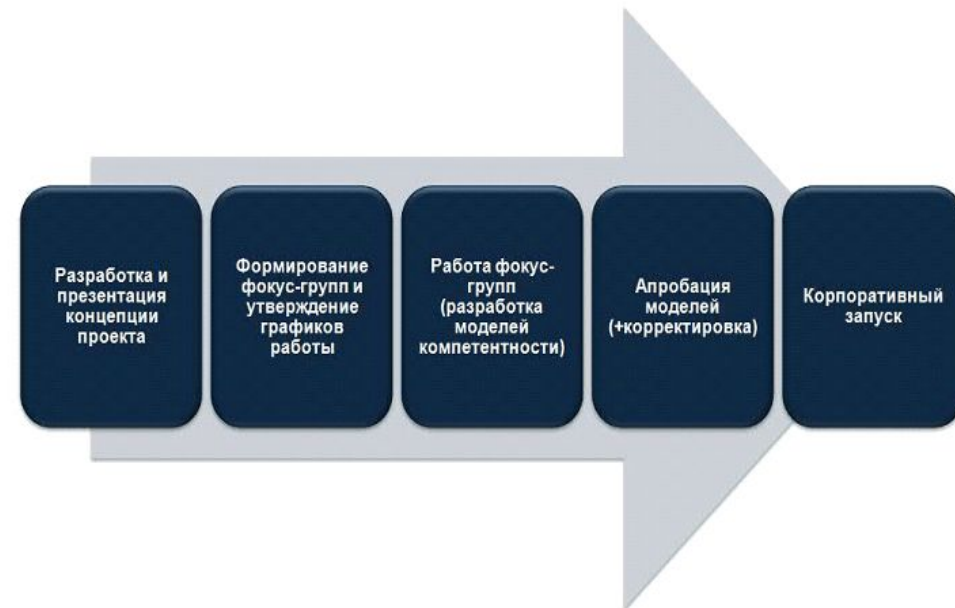 Разработка и
презентация
концепции
проекта
Формирование
фокус-групп и
утверждение
графиков
работы
Работа фокус-
групп
(разработка
моделей
компетентности)
Апробация
моделей
(+корректировка)
Корпоративный
запуск